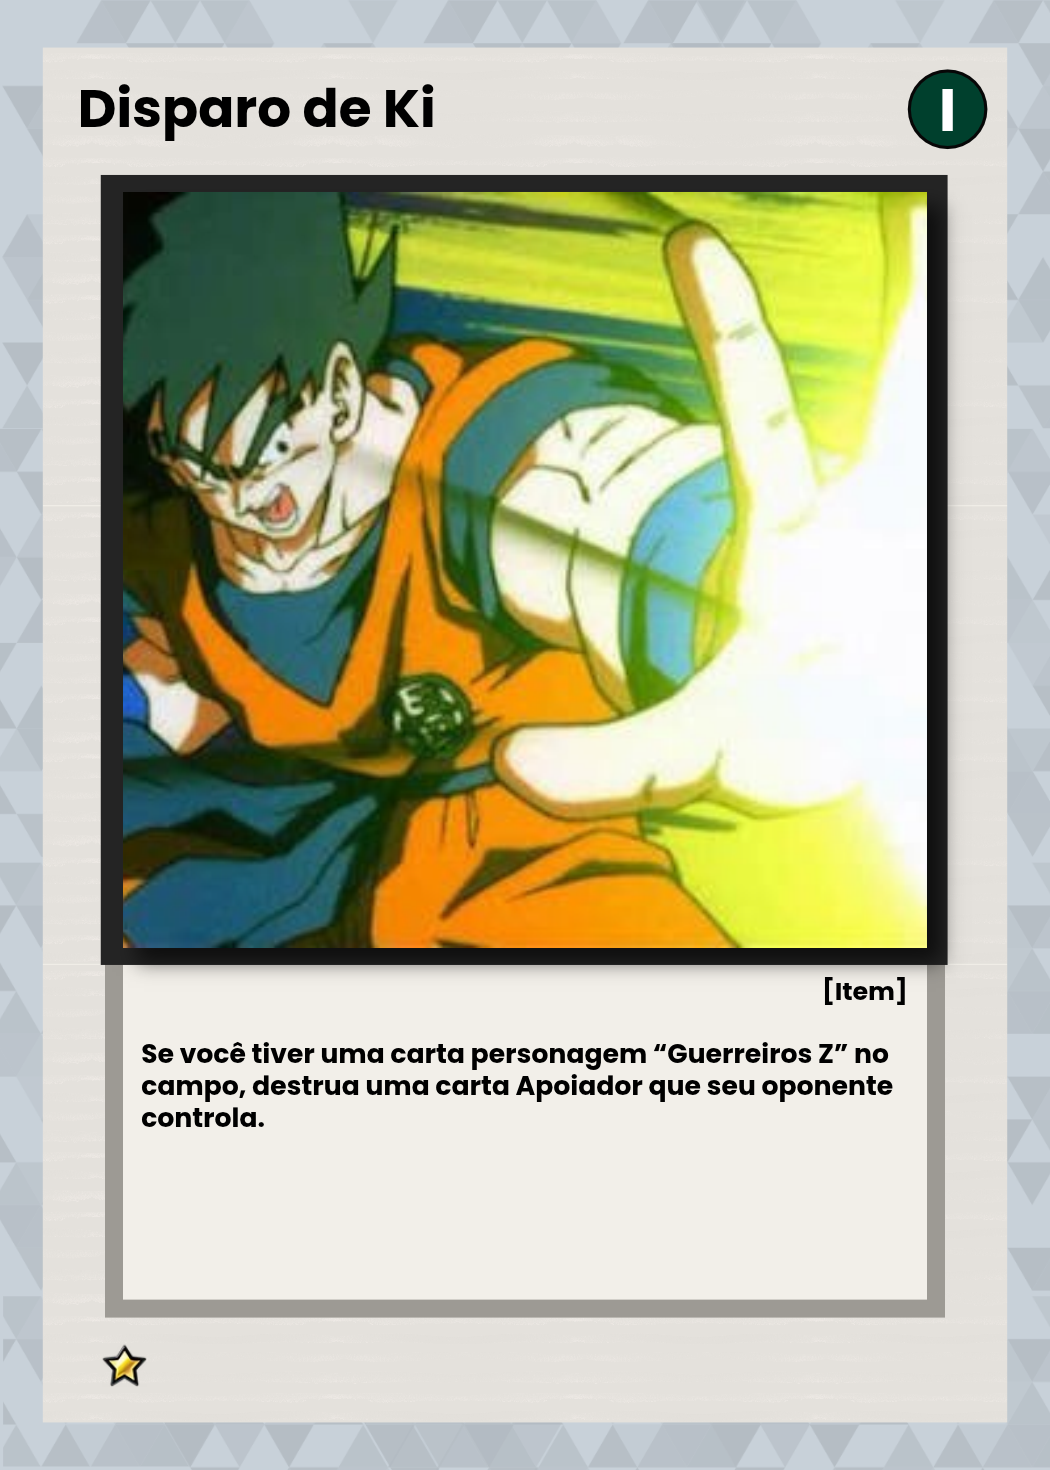 Disparo de Ki
I
[Item]
Se você tiver uma carta personagem “Guerreiros Z” no
campo, destrua uma carta Apoiador que seu oponente
controla.